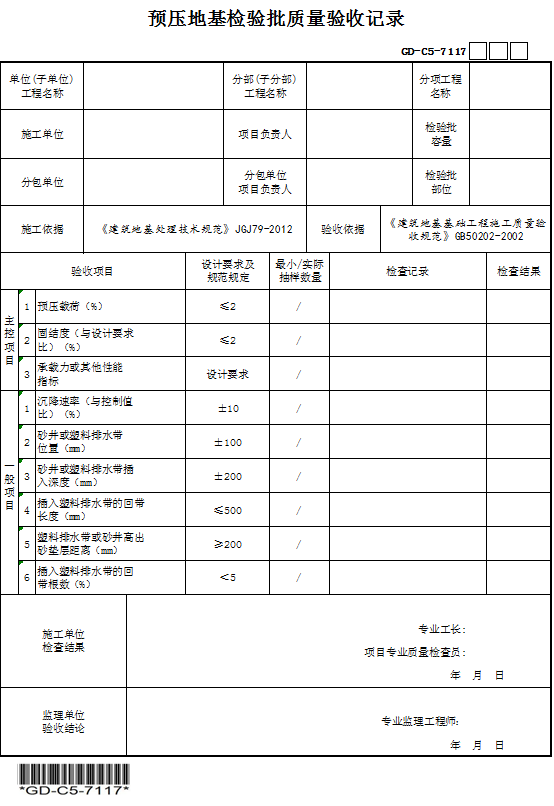 预压地基检验批质量验收记录
GD-C5-7117
单位(子单位)
工程名称
分部(子分部)
工程名称
分项工程
名称
施工单位
项目负责人
检验批
容量
分包单位
分包单位
项目负责人
检验批
部位
施工依据
《建筑地基处理技术规范》JGJ79-2012
验收依据
《建筑地基基础工程施工质量验
收规范》GB50202-2002
验收项目
设计要求及
规范规定
最小/实际
抽样数量
检查记录
检查结果
主
控
项
目
1
预压载荷（%）
≤2
/
2
固结度（与设计要求
比）（%）
≤2
/
3
承载力或其他性能
指标
设计要求
/
一
般
项
目
1
沉降速率（与控制值
比）（%）
±10
/
2
砂井或塑料排水带
位置（mm）
±100
/
3
砂井或塑料排水带插
入深度（mm）
±200
/
4
插入塑料排水带的回带
长度（mm）
≤500
/
5
塑料排水带或砂井高出
砂垫层距离（mm）
≥200
/
6
插入塑料排水带的回
带根数（%）
＜5
/
施工单位
检查结果
专业工长：
项目专业质量检查员：
年 月 日
监理单位
验收结论
专业监理工程师：
年 月 日
*GD-C5-7117*